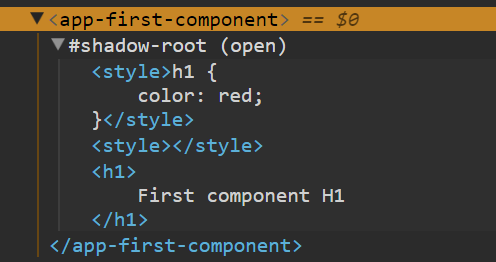 ▼<app-first-component> == $0
▼#shadow-root (open)
<style>h1 {
color: red;
}</style>
<style></style>
<h1>
First component H1
</h1>
</app-first-component>